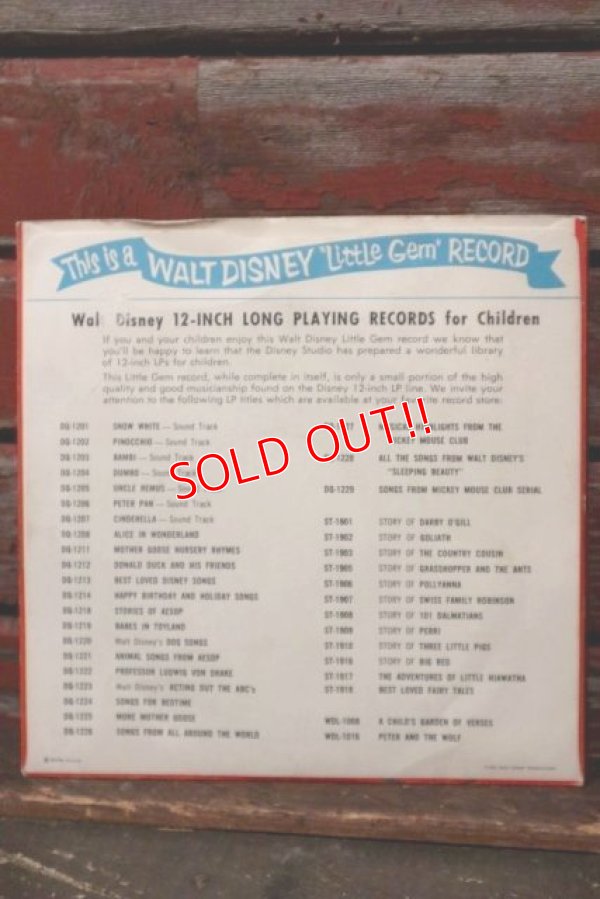 This is a WALT DISNEY "Little Gem" RECORD
Wal Disney 12-INCH LONG PLAYING RECORDS for Children
If you and your children enjoy this Walt Disney Little Gem record we know that
you'll be happy to learn that the Disney Studio has prepared a wonderful library
of 12-inch LPs for children.
This Little Gem record, while complete in itself, is only a small portion of the high
quality and good musicianship found on the Disney 12-inch LP line. We invite your
attention to the following LP titles which are available at your favorite record store:
DQ-1201 SNOW WHITE — Sound Track
DQ-1202 PINOCCHIO — Sound Track
DQ-1203 BAMBI — Sound Track
DQ-1204 DUMBO — Sound Track
DQ-1205 UNCLE REMUS —
DQ-1206 PETER PAN — Sound Track
DQ-1207 CINDERELLA — Sound Track
DQ-1208 ALICE IN WONDERLAND
DQ-1211 MOTHER GOOSE NURSERY RHYMES
DQ-1212 DONALD DUCK AND HIS FRIENDS
DQ-1213 BEST LOVED DISNEY SONGS
DQ-1214 HAPPY BIRTHDAY AND HOLIDAY SONGS
DQ-1218 STORIES OF AESOP
DQ-1219 BABES IN TOYLAND
DQ-1220 Walt Disney's DOG SONGS
DQ-1221 ANIMAL SONGS FROM AESOP
DQ-1222 PROFESSOR LUDWIG VON DRAKE
DQ-1223 Walt Disney's ACTING OUT THE ABC's
DQ-1224 SONGS FOR BEDTIME
DQ-1225 MORE MOTHER GOOSE
DQ-1226 SONGS FROM ALL AROUND THE WORLD
MUSICAL HIGHLIGHTS FROM THE
MICKEY MOUSE CLUB
1228 ALL THE SONGS FROM WALT DISNEY'S
"SLEEPING BEAUTY"
DQ-1229 SONGS FROM MICKEY MOUSE CLUB SERIAL
ST-1901 STORY OF DARBY O'GILL
ST-1902 STORY OF GOLIATH
ST-1903 STORY OF THE COUNTRY COUSIN
ST-1905 STORY OF GRASSHOPPER AND THE ANTS
ST-1906 STORY OF POLLYANNA
ST-1907 STORY OF SWISS FAMILY ROBINSON
ST-1908 STORY OF 101 DALMATIANS
ST-1909 STORY OF PERRI
ST-1910 STORY OF THREE LITTLE PIGS
ST-1916 STORY OF BIG RED
ST-1917 THE ADVENTURES OF LITTLE HIAWATHA
ST-1918 BEST LOVED FAIRY TALES
WDL-1008 A CHILD'S GARDEN OF VERSES
WDL-1016 PETER AND THE WOLF
SOLD OUT!!